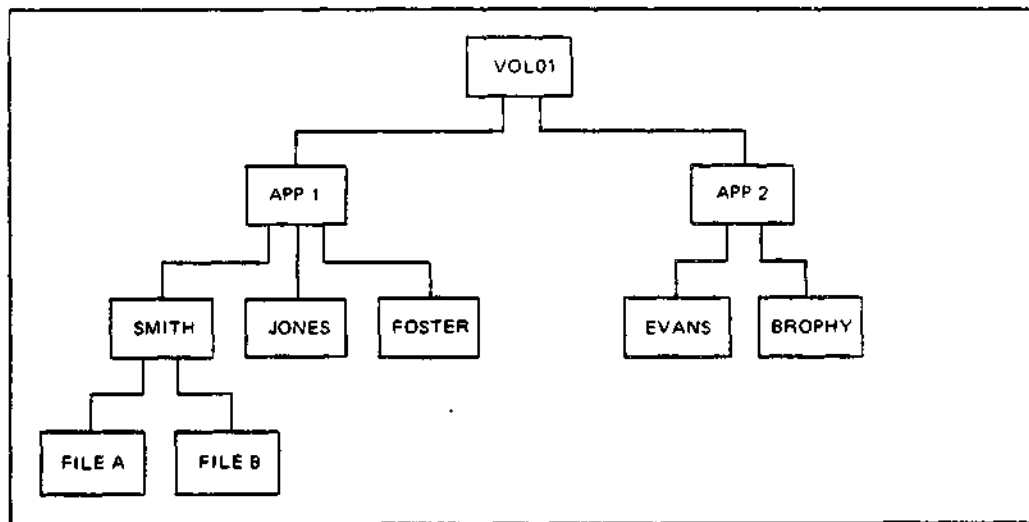 VOL01
APP 1
APP 2
SMITH
JONES
FOSTER
EVANS
BROPHY
FILE A
FILE B